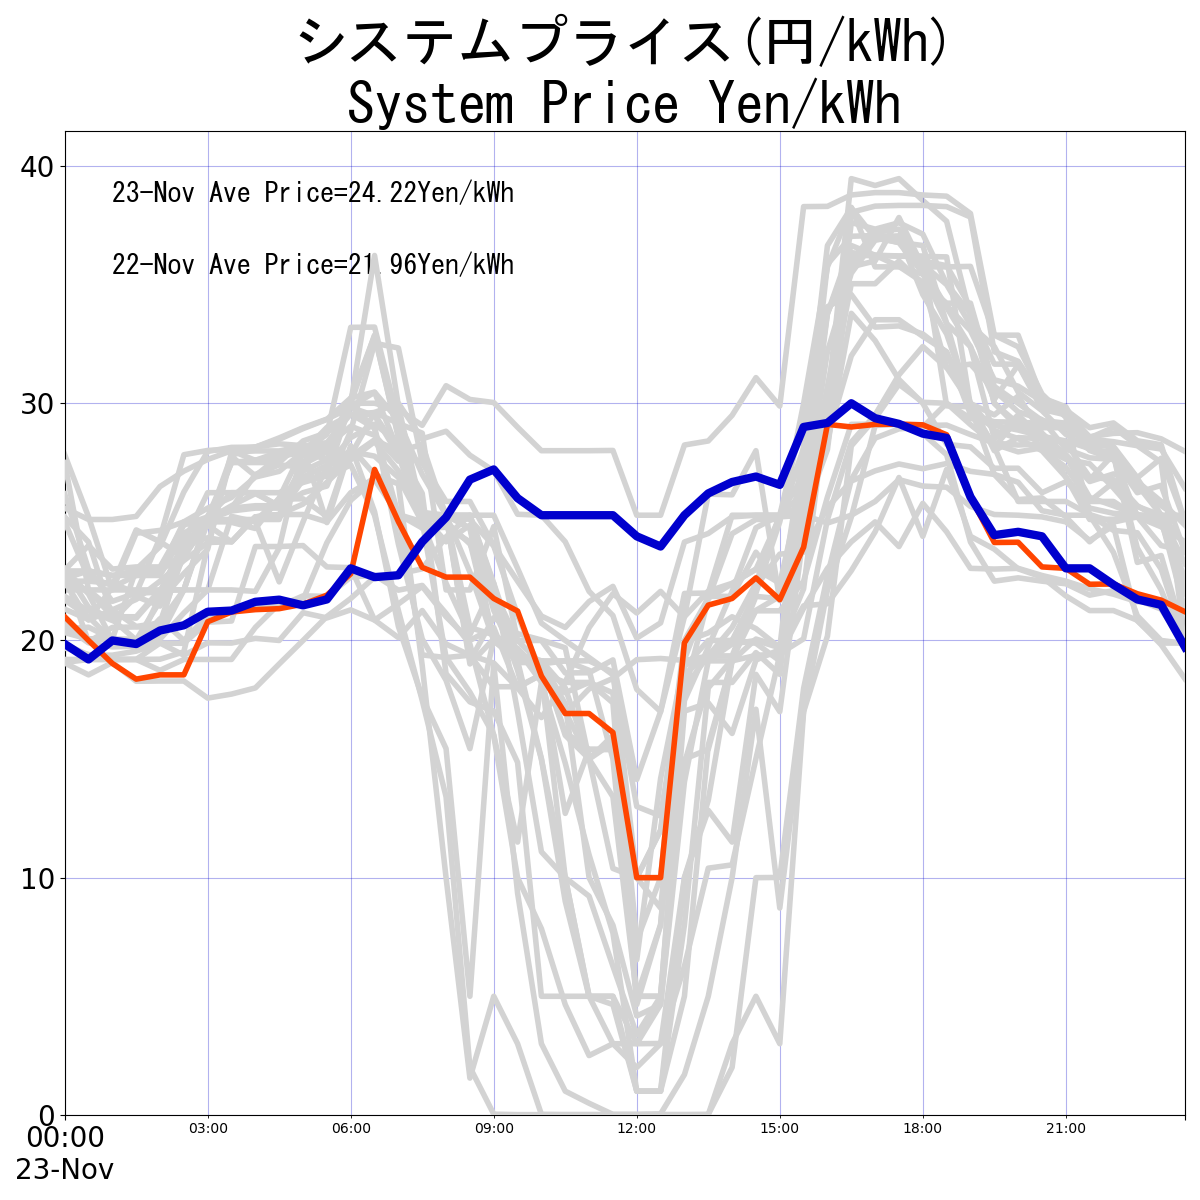 システムプライス(円/kWh)
System Price Yen/kWh
40
23-Nov Ave Price=24.22Yen/kWh
22-Nov Ave Price=21.96Yen/kWh
30
20
10
0
00:00 03:00 06:00 09:00 12:00 15:00 18:00 21:00
23-Nov